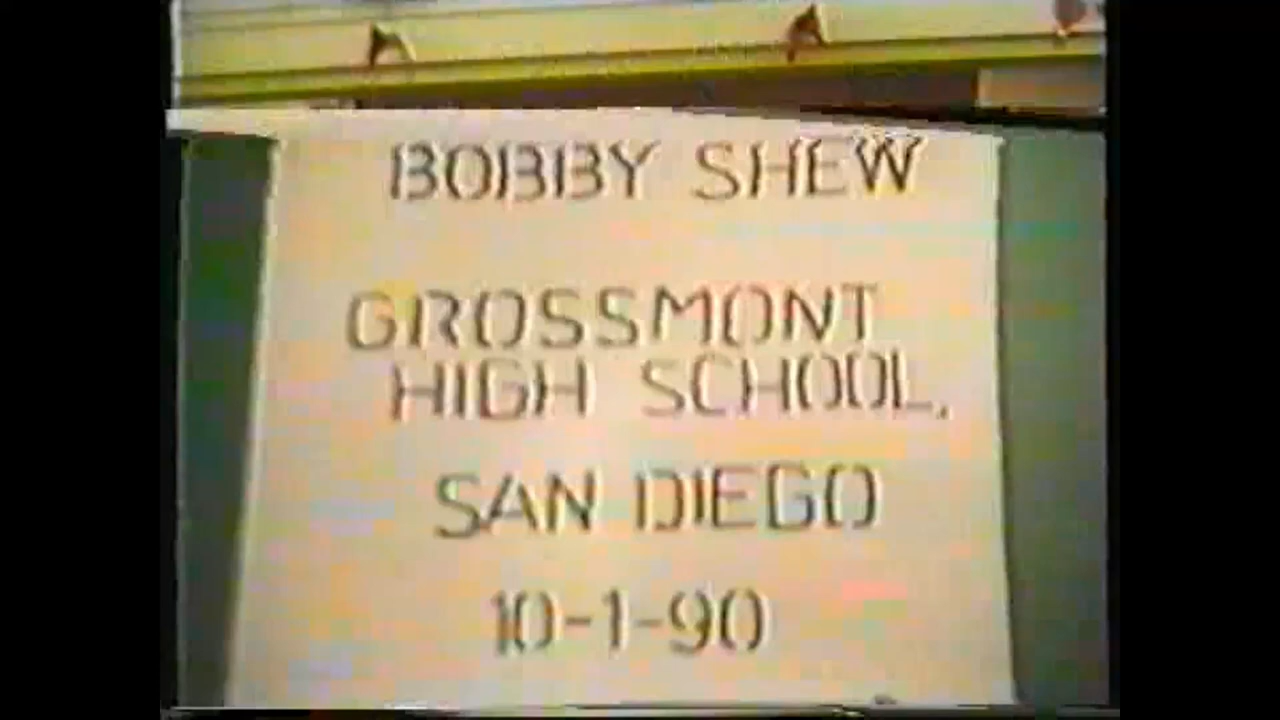 BOBBY SHEW
GROSSMONT
HIGH SCHOOL,
SAN DIEGO
10-1-90